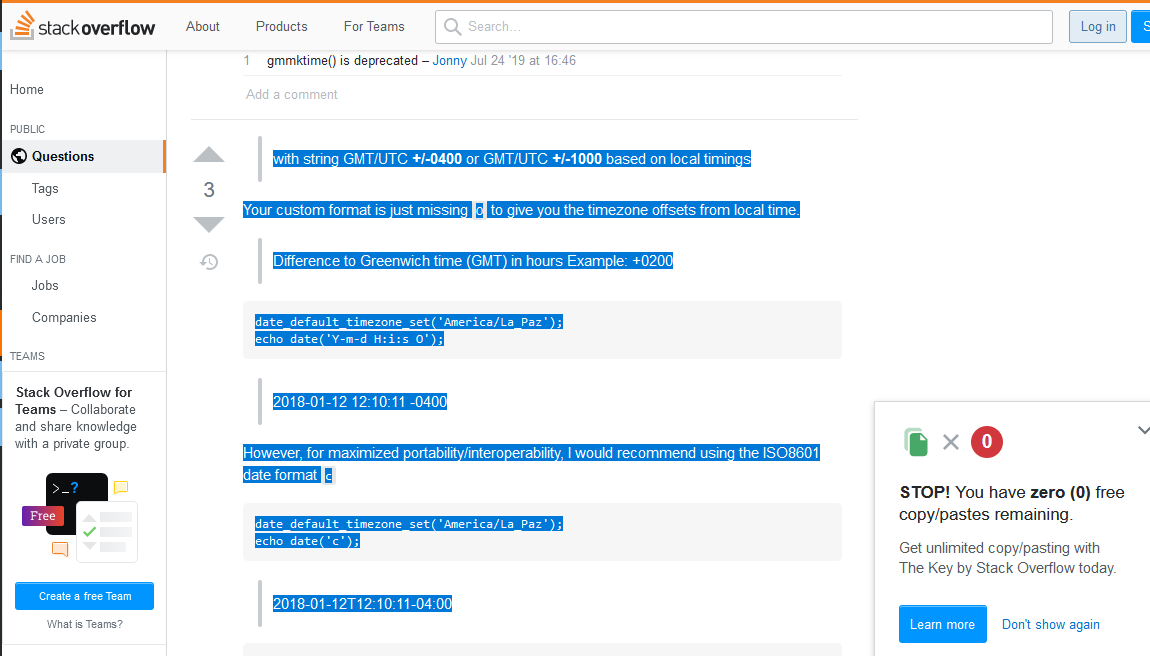 stackoverflow
About
Products
For Teams
Search...
Log in
S
Home
PUBLIC
Questions
Tags
Users
FIND A JOB
Jobs
Companies
TEAMS
Stack Overflow for
Teams – Collaborate
and share knowledge
with a private group.
>_?
Free
Create a free Team
What is Teams?
1 gmmktime() is deprecated – Jonny Jul 24 '19 at 16:46
Add a comment
3
with string GMT/UTC +/-0400 or GMT/UTC +/-1000 based on local timings
Your custom format is just missing O to give you the timezone offsets from local time.
Difference to Greenwich time (GMT) in hours Example: +0200
date_default_timezone_set('America/La_Paz');
echo date('Y-m-d H:i:s O');
2018-01-12 12:10:11 -0400
However, for maximized portability/interoperability, I would recommend using the ISO8601
date format c
date_default_timezone_set('America/La_Paz');
echo date('c');
2018-01-12T12:10:11-04:00
0
STOP! You have zero (0) free
copy/pastes remaining.
Get unlimited copy/pasting with
The Key by Stack Overflow today.
Learn more
Don't show again